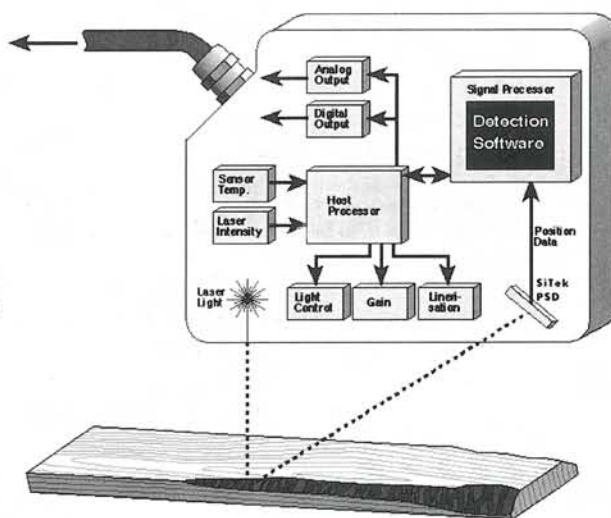 Analog
Output
Digital
Output
Signal Processor
Detection
Software
Sensor
Temp.
Laser
Intensity
Host
Processor
Position
Data
Laser
Light
Light
Control
Gain
Lineri-
sation
SiTek
PSD